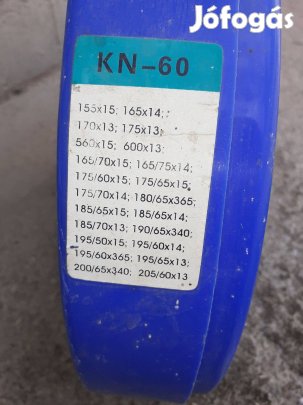 Jófogás
KN-60
155x15; 165x14;
170x13; 175x13;
560x15; 600x13;
165/70x15; 165/75x14;
175/60x15; 175/65x15;
175/70x14; 180/65x365;
185/65x15; 185/65x14;
185/70x13; 190/65x340;
195/50x15; 195/60x14;
195/60x365; 195/65x13;
200/65x340; 205/60x13